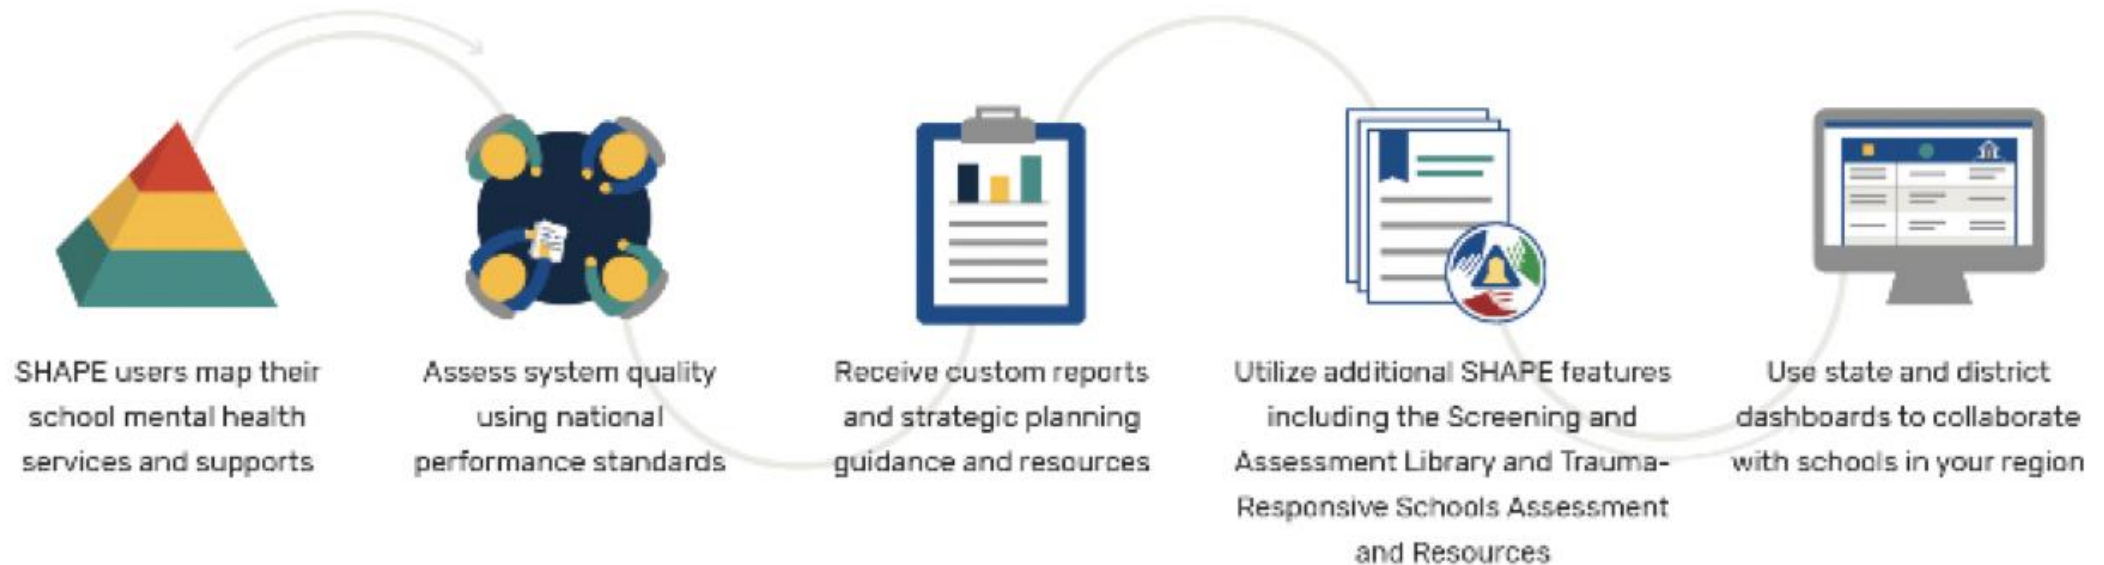 SHAPE users map their
school mental health
services and supports
Assess system quality
using national
performance standards
Receive custom reports
and strategic planning
guidance and resources
Utilize additional SHAPE features
including the Screening and
Assessment Library and Trauma-
Responsive Schools Assessment
and Resources
Use state and district
dashboards to collaborate
with schools in your region